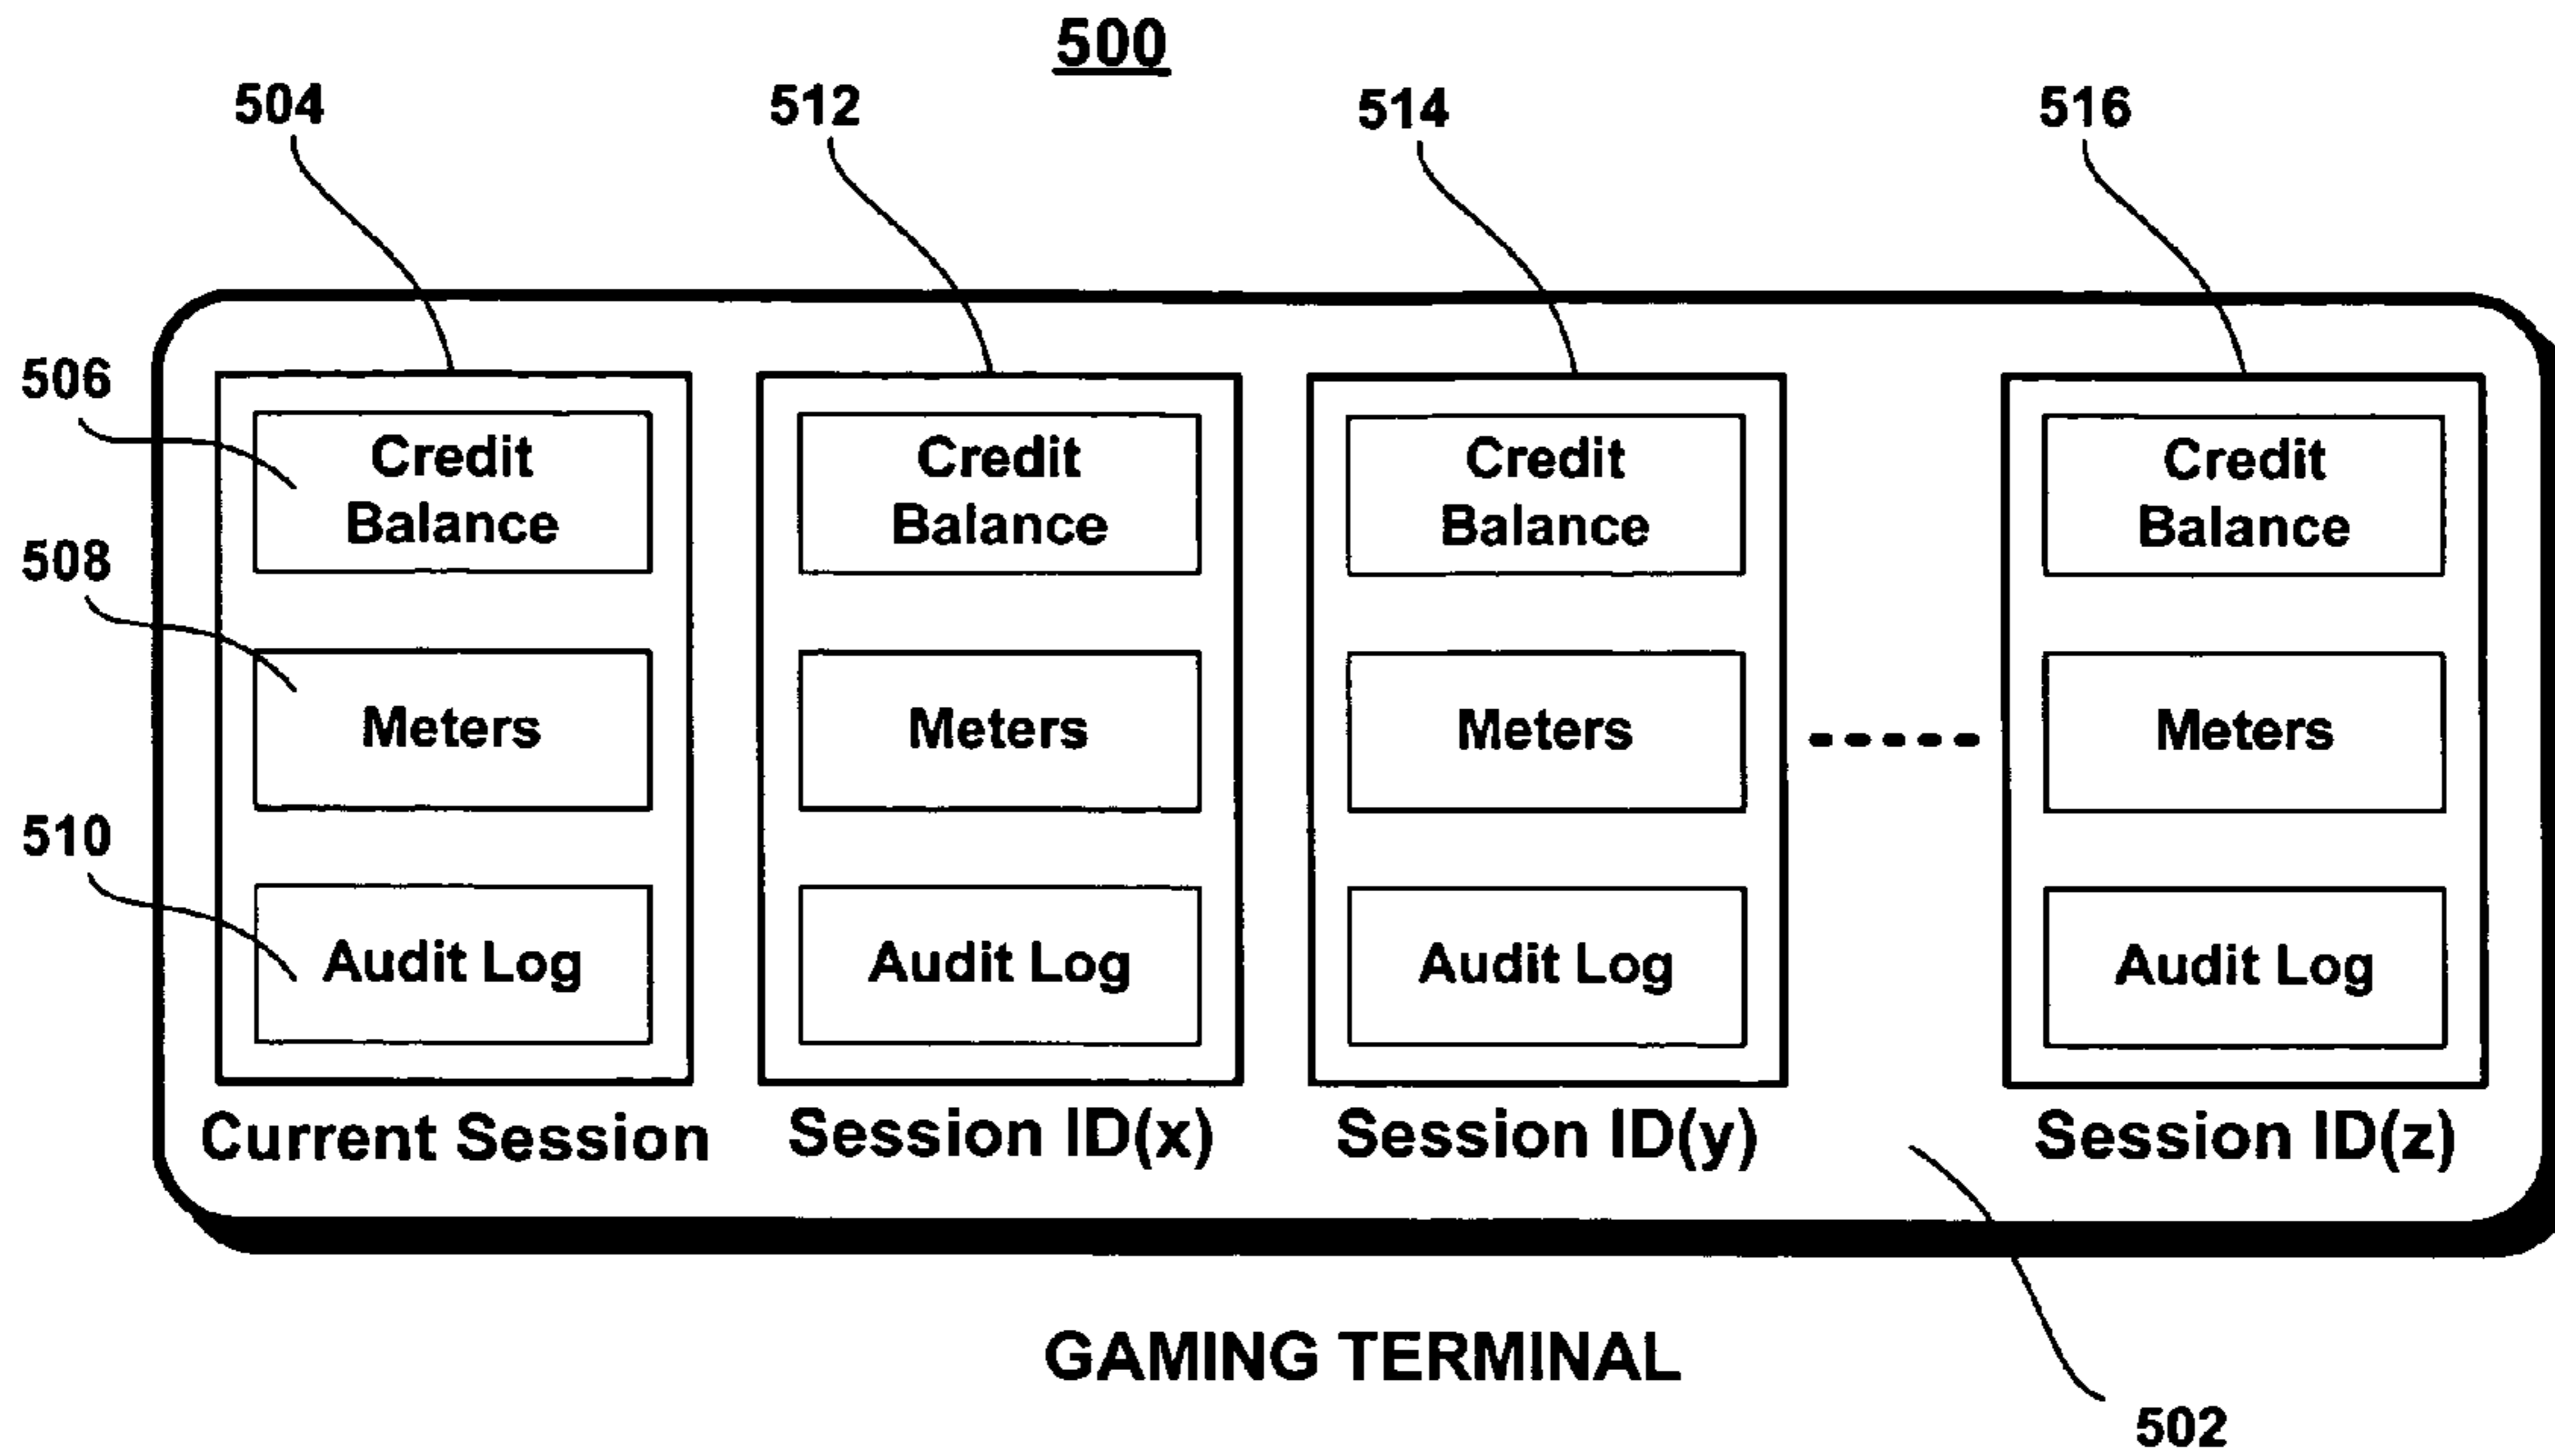 500
504
512
514
516
506
508
510
Credit
Balance
Meters
Audit Log
Current Session
Credit
Balance
Meters
Audit Log
Session ID(x)
Credit
Balance
Meters
Audit Log
Session ID(y)
Credit
Balance
Meters
Audit Log
Session ID(z)
GAMING TERMINAL
502